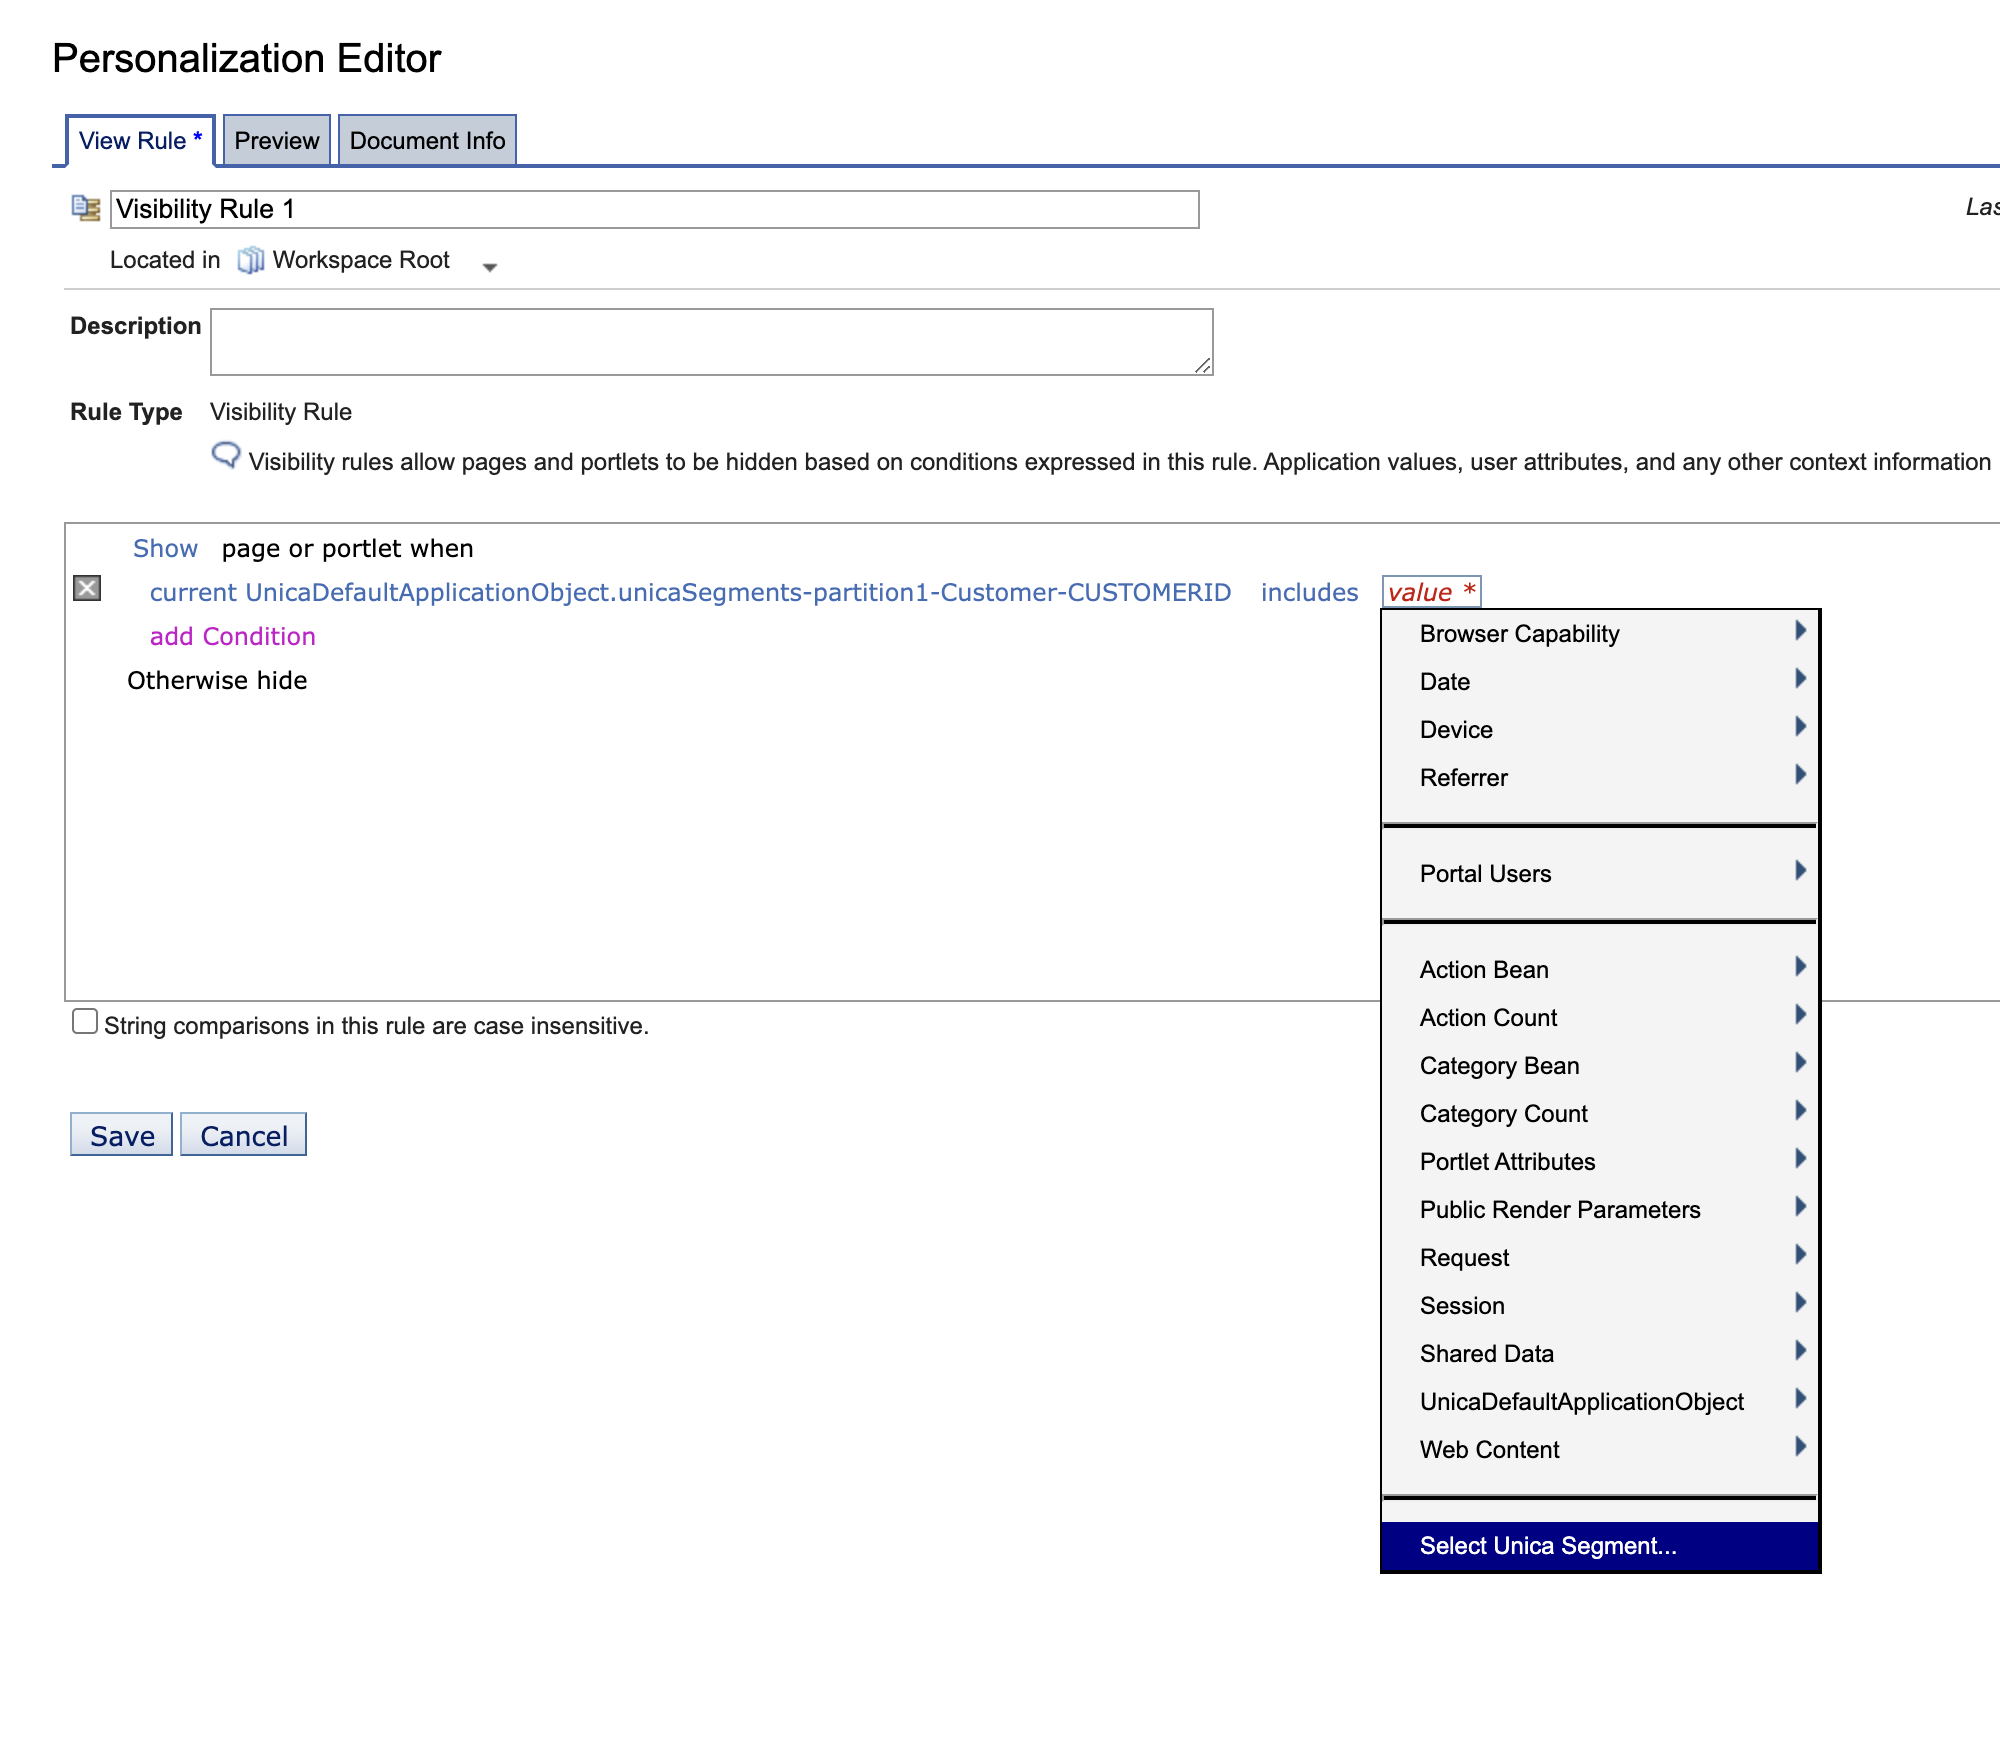 Personalization Editor
View Rule *
Preview
Document Info
Visibility Rule 1
Las
Located in Workspace Root
Description
Rule Type Visibility Rule
Visibility rules allow pages and portlets to be hidden based on conditions expressed in this rule. Application values, user attributes, and any other context information
Show page or portlet when
current UnicaDefaultApplicationObject.unicaSegments-partition1-Customer-CUSTOMERID includes value *
add Condition
Otherwise hide
Browser Capability
Date
Device
Referrer
Portal Users
Action Bean
Action Count
Category Bean
Category Count
Portlet Attributes
Public Render Parameters
Request
Session
Shared Data
UnicaDefaultApplicationObject
Web Content
Select Unica Segment...
String comparisons in this rule are case insensitive.
Save
Cancel